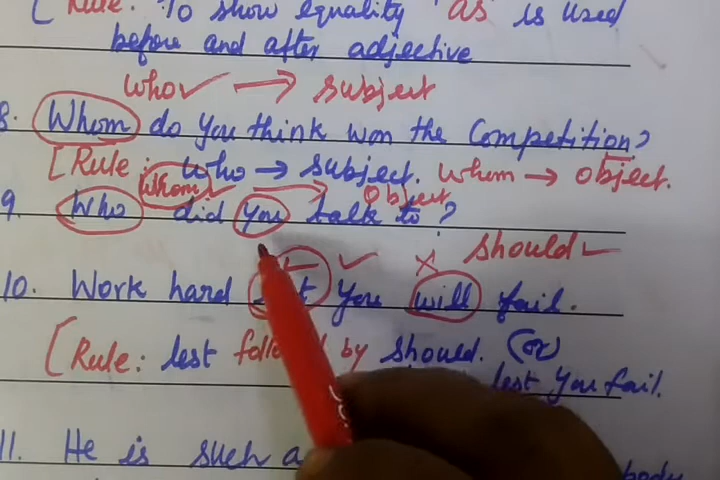 [Rule: To show equality "as" is used
before and after adjective
who✓ → subject
8. Whom do you think won the Competition?
[Rule: who → subject. whom → object.
whom → object
9. Who did you talk to?
x should ✓
10. Work hard you will fail.
[Rule: lest followed by should. (or)
lest you fail.
11. He is such a